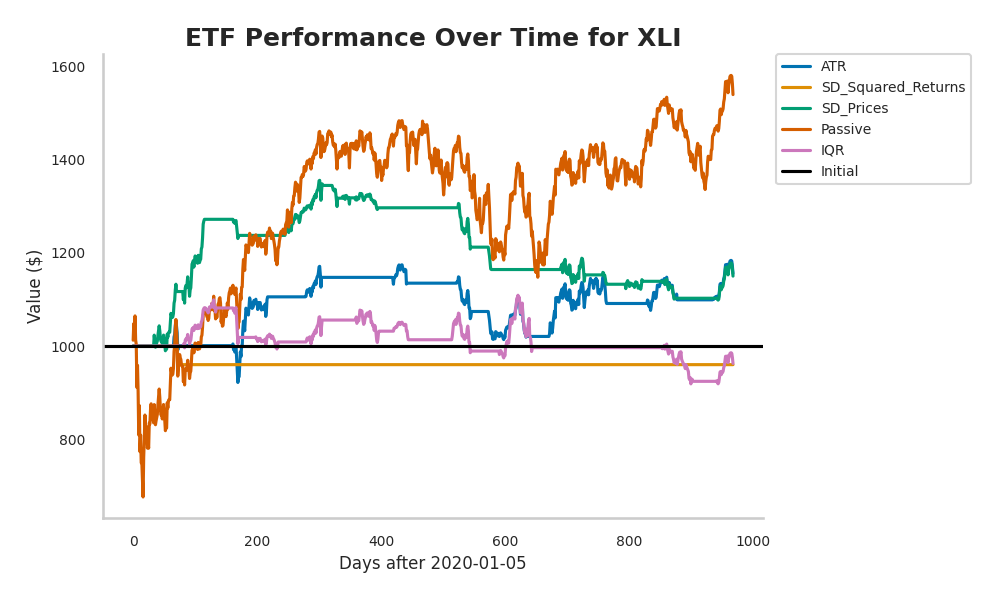 ETF Performance Over Time for XLI
1600
1400
1200
1000
800
Value ($)
0
200
400
600
800
1000
Days after 2020-01-05
ATR
SD_Squared_Returns
SD_Prices
Passive
IQR
Initial